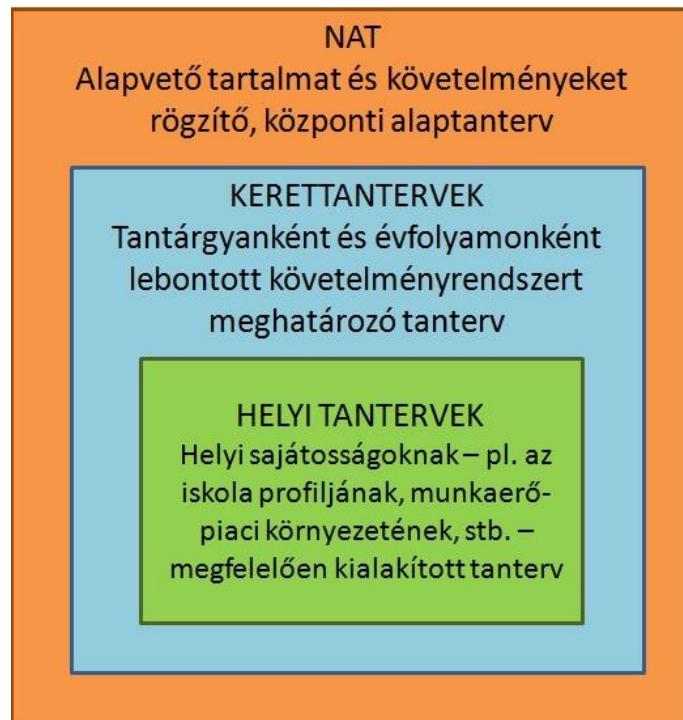 NAT
Alapvető tartalmat és követelményeket
rögzítő, központi alaptanterv
KERETTANTERVEK
Tantárgyanként és évfolyamonként
lebontott követelményrendszert
meghatározó tanterv
HELYI TANTERVEK
Helyi sajátosságoknak – pl. az
iskola profiljának, munkaerő-
piaci környezetének, stb. –
megfelelően kialakított tanterv